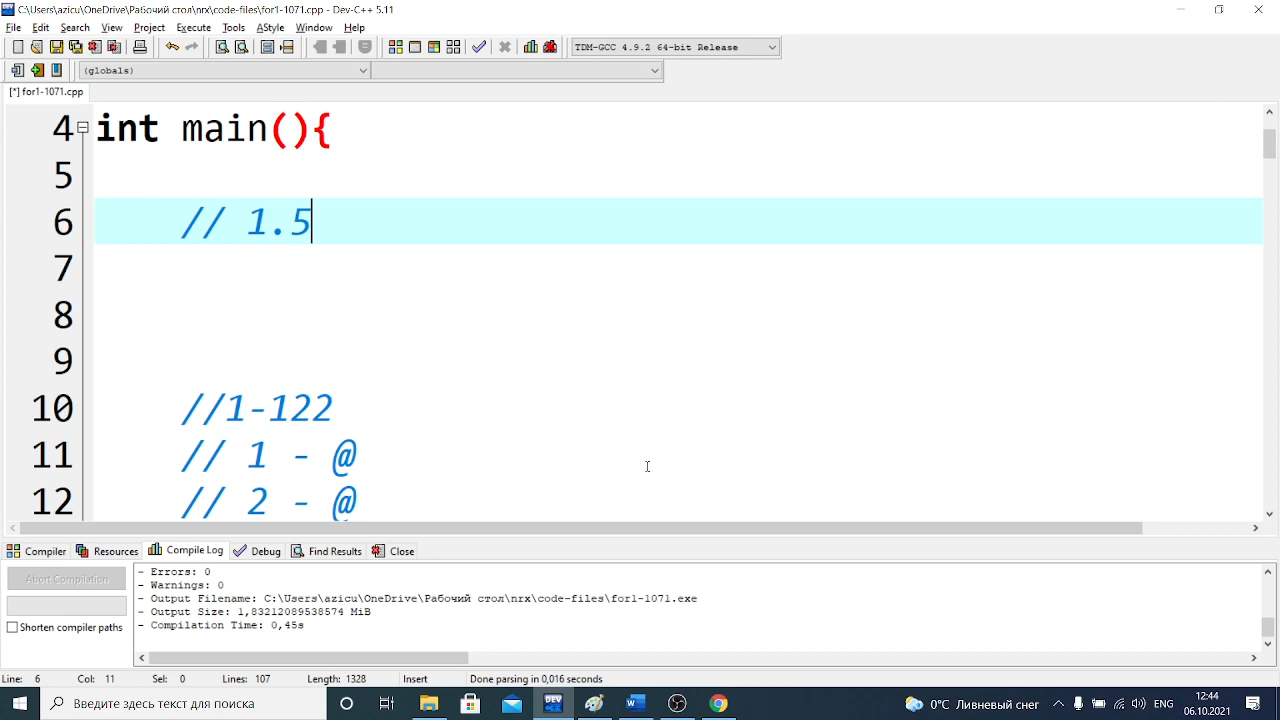 C:\Users\azicu\OneDrive\Рабочий стол\nrx\code-files\for1-1071.cpp - Dev-C++ 5.11
File Edit Search View Project Execute Tools AStyle Window Help
TDM-GCC 4.9.2 64-bit Release
(globals)
[*] for1-1071.cpp
4 int main(){
5
6 // 1.5
7
8
9
10 //1-122
11 // 1 - @
12 // 2 - @
Compiler Resources Compile Log Debug Find Results Close
Abort Compilation
Shorten compiler paths
- Errors: 0
- Warnings: 0
- Output Filename: C:\Users\azicu\OneDrive\Рабочий стол\nrx\code-files\for1-1071.exe
- Output Size: 1,83212089538574 MiB
- Compilation Time: 0,45s
Line: 6 Col: 11 Sel: 0 Lines: 107 Length: 1328 Insert Done parsing in 0,016 seconds
Введите здесь текст для поиска
DEV
0°C Ливневый снег
ENG
12:44
06.10.2021